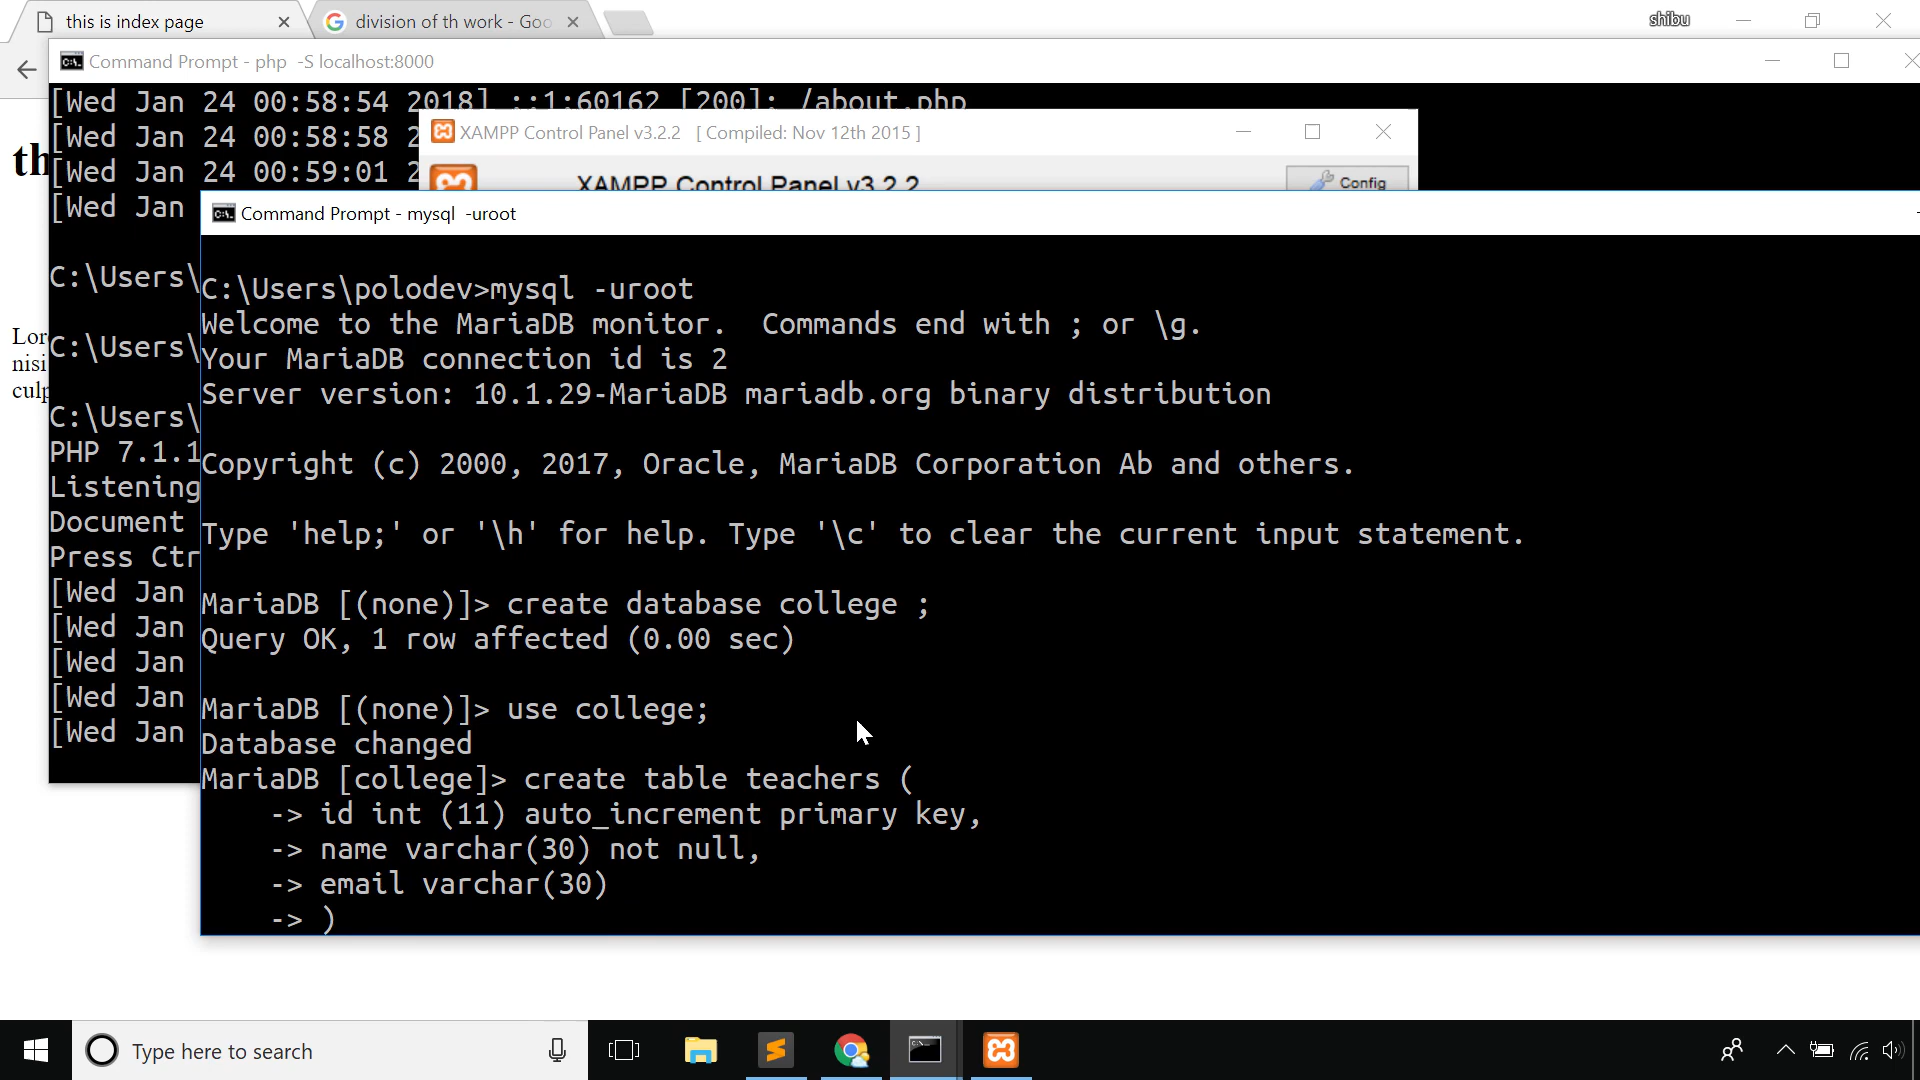 this is index page
division of th work - Goo
shibu
Command Prompt - php -S localhost:8000
[Wed Jan 24 00:58:54 2018] ::1:60162 [200]: /about.php
[Wed Jan 24 00:58:58 2
[Wed Jan 24 00:59:01 2
[Wed Jan
XAMPP Control Panel v3.2.2 [ Compiled: Nov 12th 2015 ]
XAMPP Control Panel v3.2.2
Config
th
Lor
nisi
culp
C:\Users\
C:\Users\
C:\Users\
PHP 7.1.1
Listening
Document
Press Ctr
[Wed Jan
[Wed Jan
[Wed Jan
[Wed Jan
[Wed Jan
Command Prompt - mysql -uroot
C:\Users\polodev>mysql -uroot
Welcome to the MariaDB monitor.  Commands end with ; or \g.
Your MariaDB connection id is 2
Server version: 10.1.29-MariaDB mariadb.org binary distribution
Copyright (c) 2000, 2017, Oracle, MariaDB Corporation Ab and others.
Type 'help;' or '\h' for help. Type '\c' to clear the current input statement.
MariaDB [(none)]> create database college ;
Query OK, 1 row affected (0.00 sec)
MariaDB [(none)]> use college;
Database changed
MariaDB [college]> create table teachers (
-> id int (11) auto_increment primary key,
-> name varchar(30) not null,
-> email varchar(30)
-> )
Type here to search